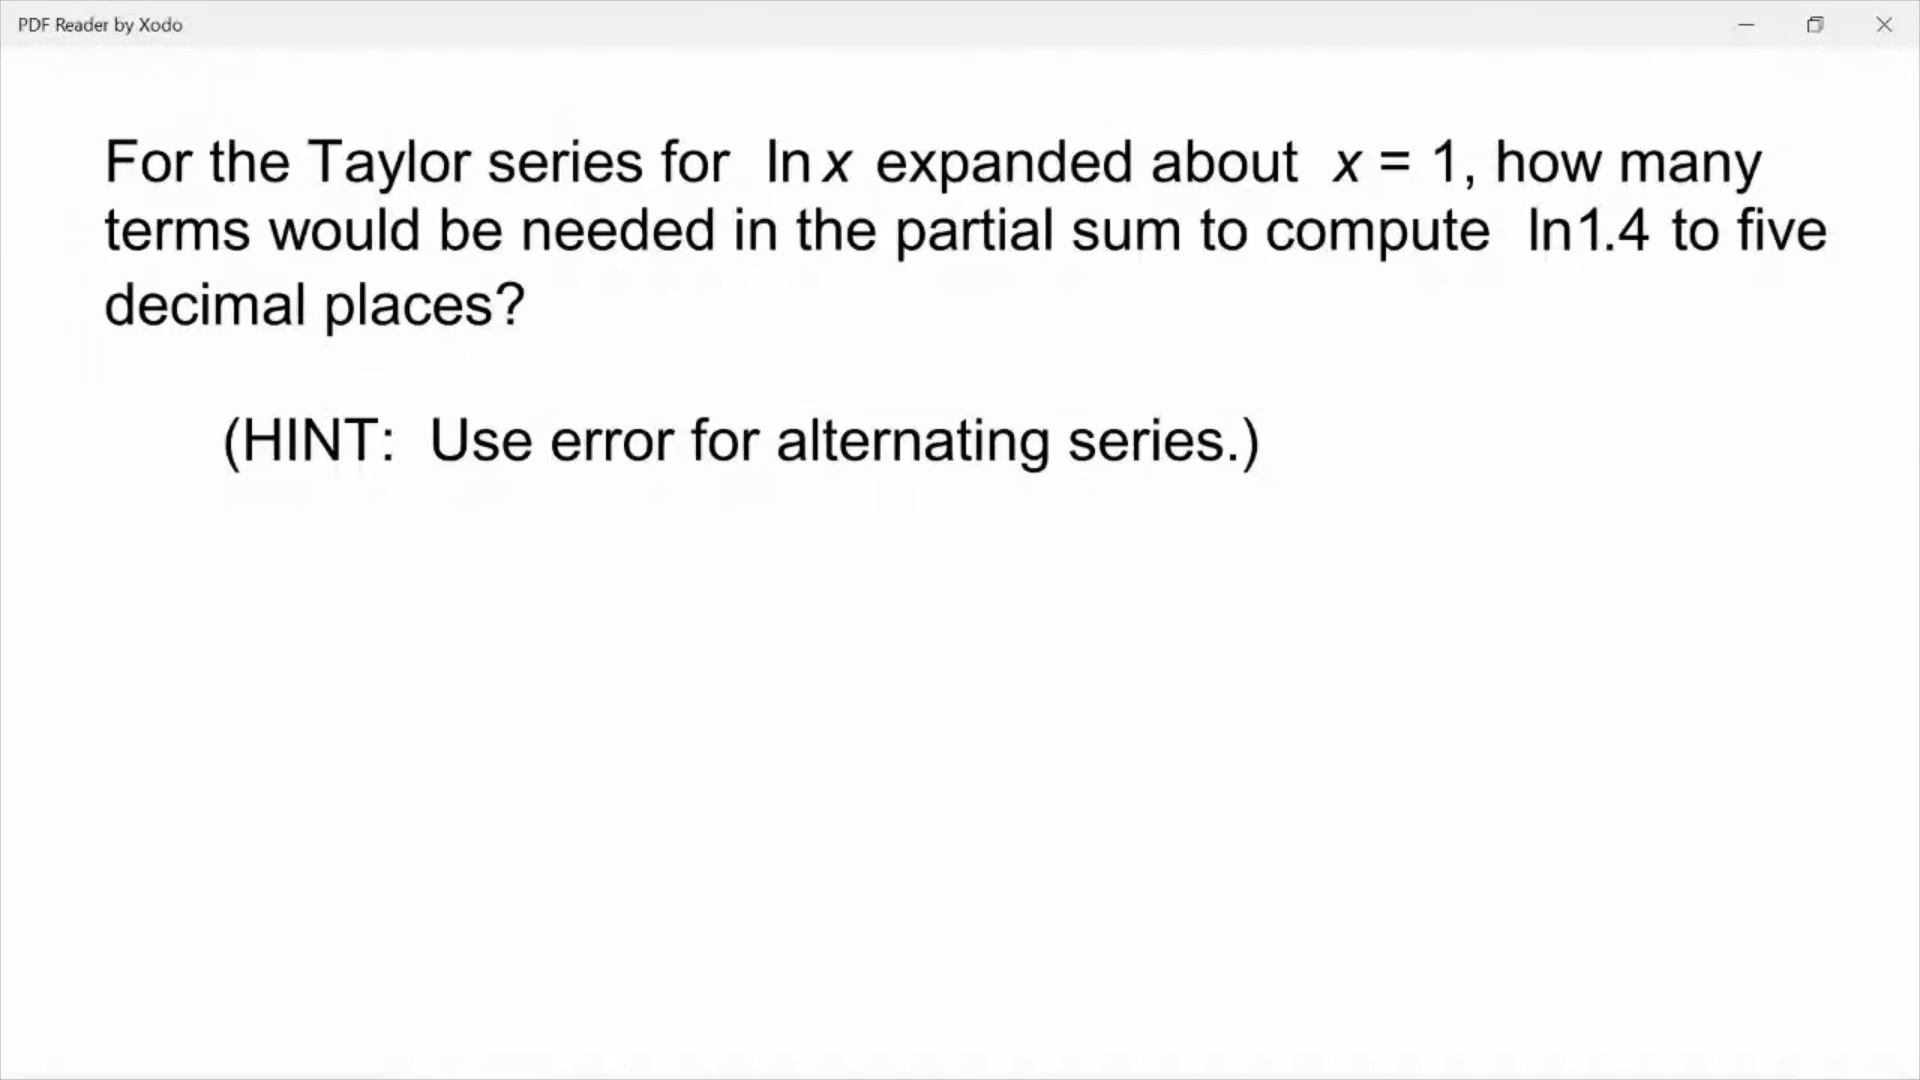 PDF Reader by Xodo
For the Taylor series for ln x expanded about x = 1, how many
terms would be needed in the partial sum to compute ln1.4 to five
decimal places?
(HINT: Use error for alternating series.)